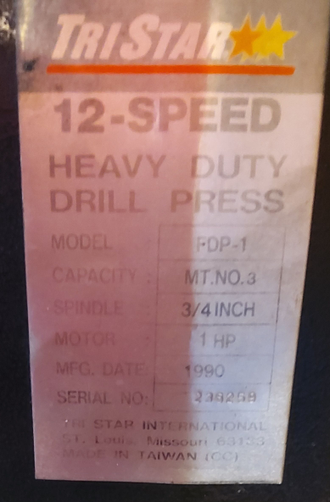 TRISTAR
12-SPEED
HEAVY DUTY
DRILL PRESS
MODEL : FDP-1
CAPACITY : MT.NO.3
SPINDLE : 3/4 INCH
MOTOR : 1 HP
MFG. DATE: 1990
SERIAL NO:
TRI STAR INTERNATIONAL
ST. Louis, Missouri
MADE IN TAIWAN (CC)